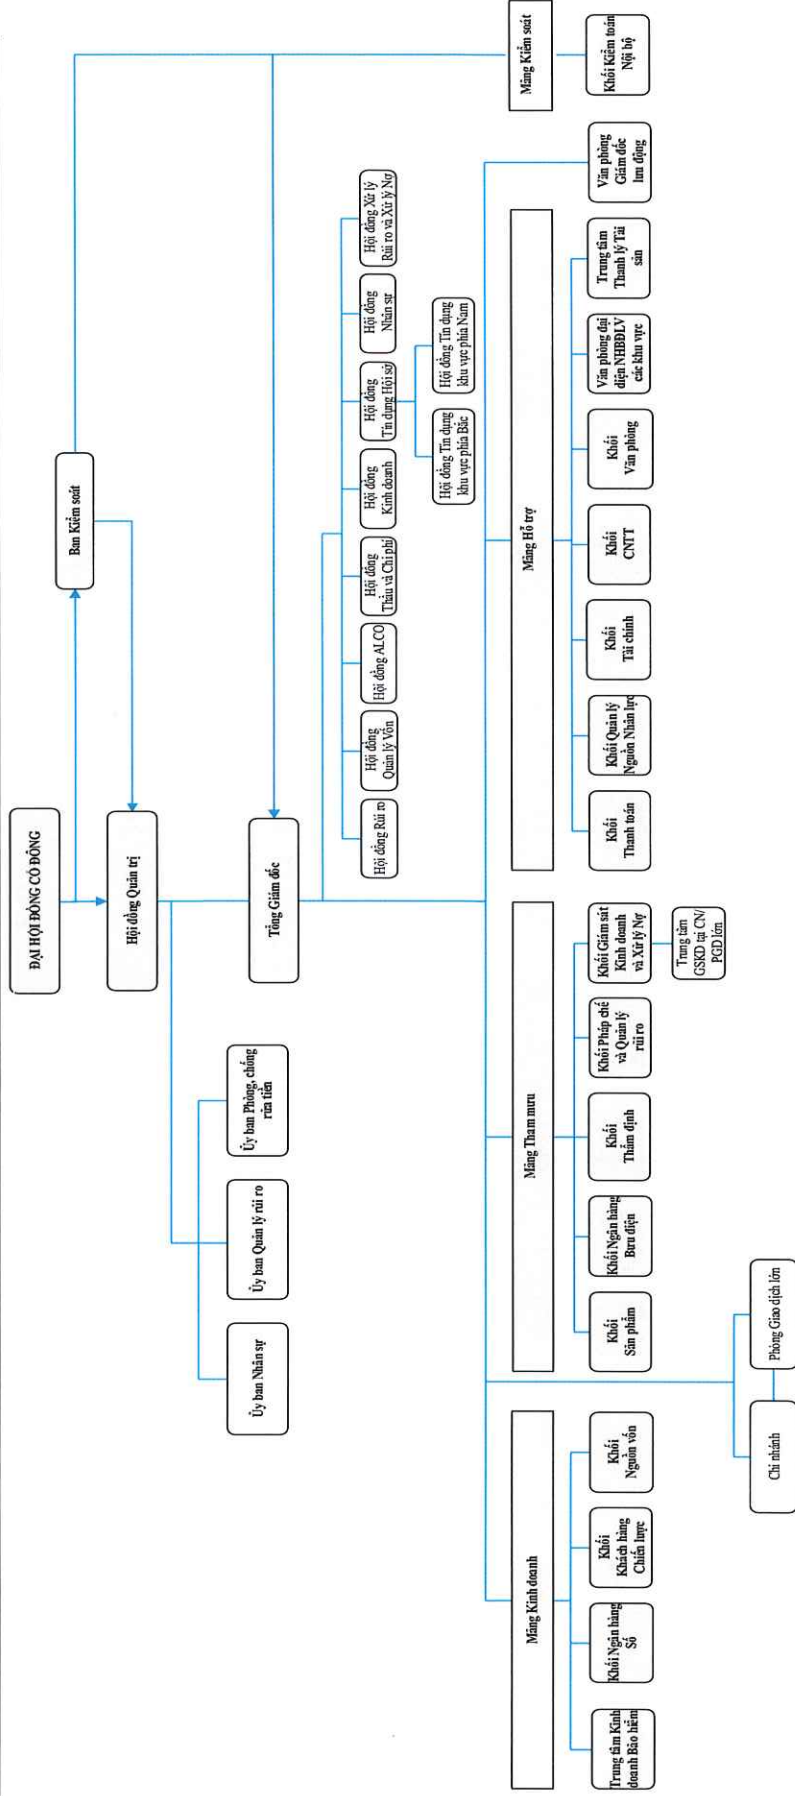 ĐẠI HỘI ĐỒNG CỔ ĐÔNG
Ban Kiểm soát
Hội đồng Quản trị
Ủy ban Nhân sự
Ủy ban Quản lý rủi ro
Ủy ban Phòng, chống
rửa tiền
Tổng Giám đốc
Hội đồng Rủi ro
Hội đồng
Quản lý Vốn
Hội đồng ALCO
Hội đồng
Thầu và Chi phí
Hội đồng
Kinh doanh
Hội đồng
Tín dụng Hội sở
Hội đồng
Nhân sự
Hội đồng Xử lý
Rủi ro và Xử lý Nợ
Hội đồng Tín dụng
khu vực phía Bắc
Hội đồng Tín dụng
khu vực phía Nam
Mảng Kinh doanh
Mảng Tham mưu
Mảng Hỗ trợ
Mảng Kiểm soát
Trung tâm Kinh
doanh Bảo hiểm
Khối Ngân hàng
Số
Khối
Khách hàng
Chiến lược
Khối
Nguồn vốn
Khối
Sản phẩm
Khối Ngân hàng
Bưu điện
Khối
Thẩm định
Khối Pháp chế
và Quản lý
rủi ro
Khối Giám sát
Kinh doanh
và Xử lý Nợ
Khối
Thanh toán
Khối Quản lý
Nguồn Nhân lực
Khối
Tài chính
Khối
CNTT
Khối
Văn phòng
Văn phòng đại
diện NHBĐLV
các khu vực
Trung tâm
Thanh lý Tài
sản
Văn phòng
Giám đốc
lưu động
Khối Kiểm toán
Nội bộ
Trung tâm
GSKD tại CN/
PGD lớn
Chi nhánh
Phòng Giao dịch lớn